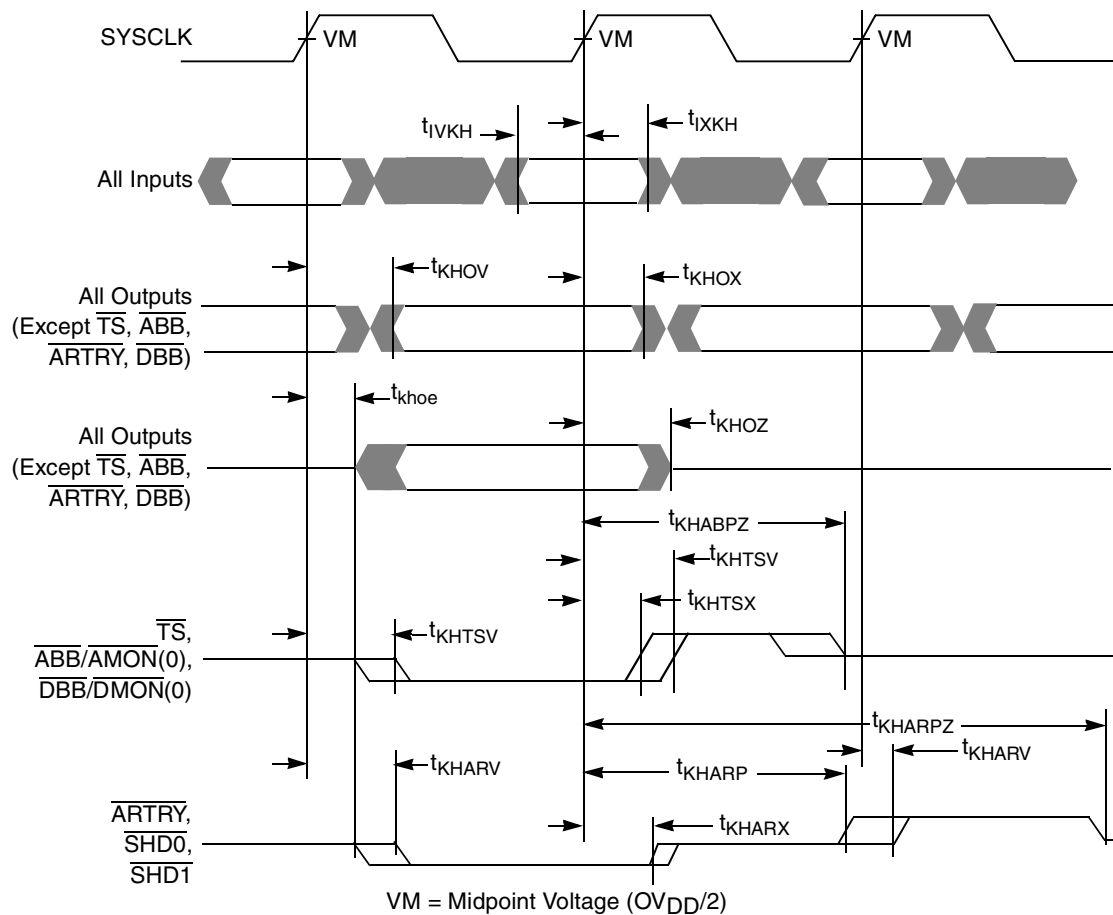 SYSCLK
VM
VM
VM
tIVKH
tIXKH
All Inputs
tKHOV
tKHOX
All Outputs
(Except TS, ABB,
ARTRY, DBB)
tkhoe
tKHOZ
All Outputs
(Except TS, ABB,
ARTRY, DBB)
tKHABPZ
tKHTSV
tKHTSX
TS,
ABB/AMON(0),
DBB/DMON(0)
tKHTSV
tKHARPZ
tKHARV
tKHARV
tKHARP
ARTRY,
SHD0,
SHD1
tKHARX
VM = Midpoint Voltage (OVDD/2)